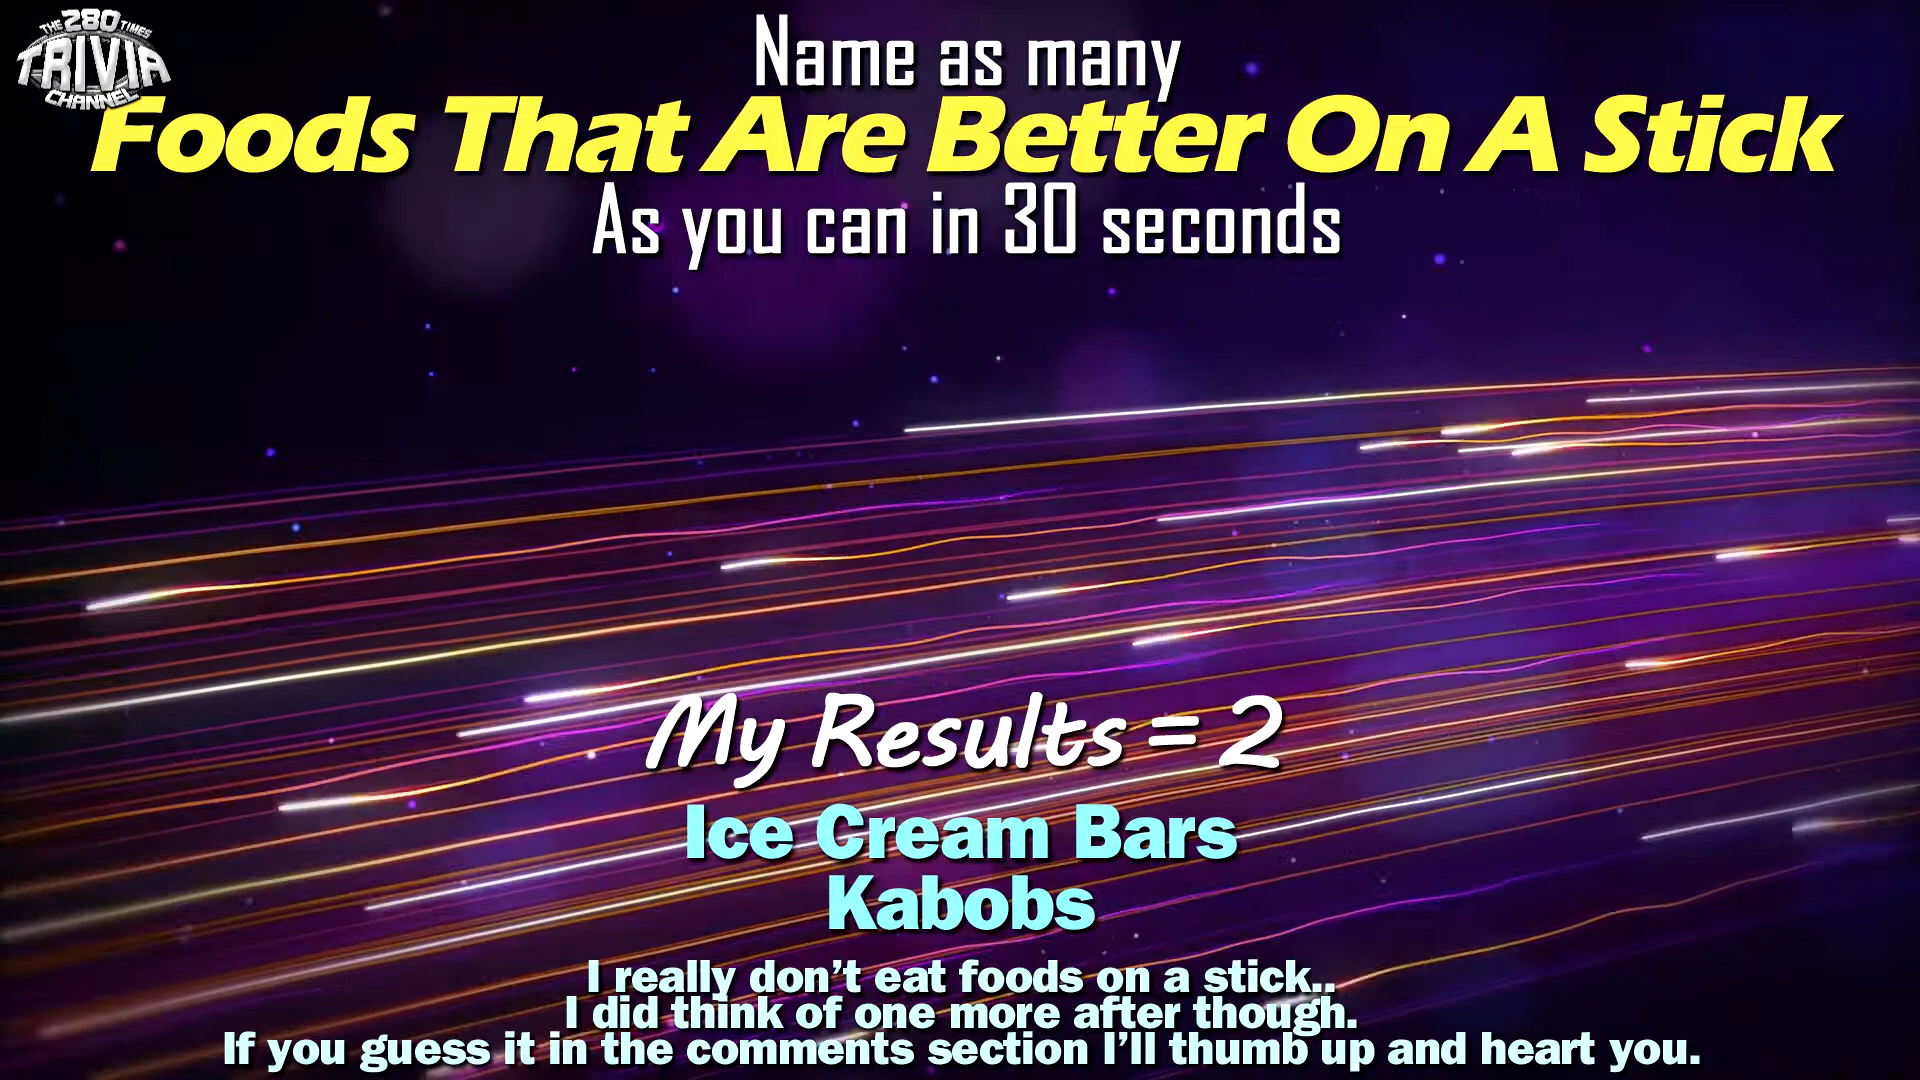 THE 280 TIMES
TRIVIA
CHANNEL
Name as many
Foods That Are Better On A Stick
As you can in 30 seconds
My Results = 2
Ice Cream Bars
Kabobs
I really don’t eat foods on a stick..
I did think of one more after though.
If you guess it in the comments section I’ll thumb up and heart you.